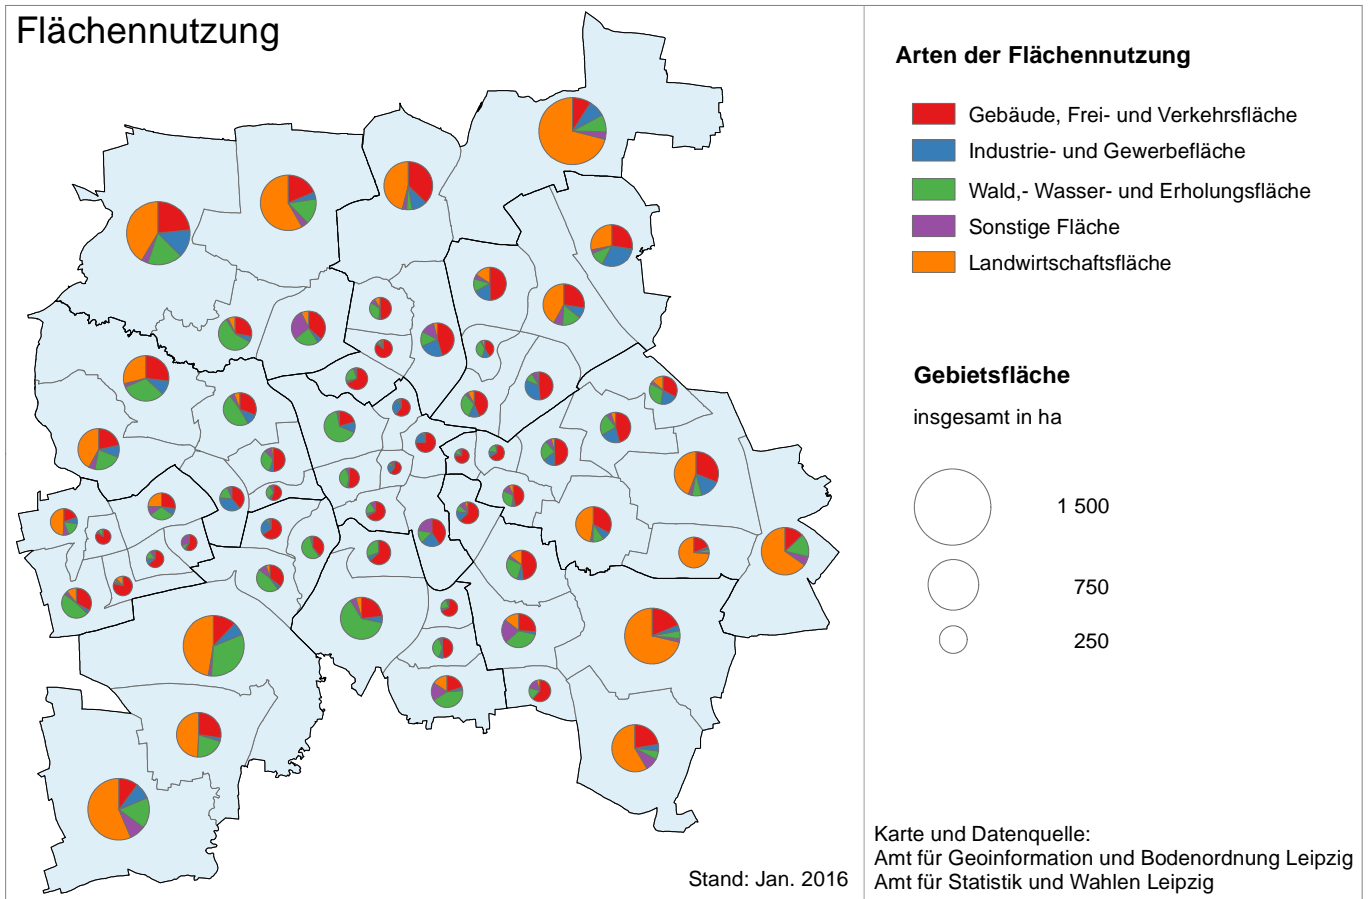 Flächennutzung
Stand: Jan. 2016
Arten der Flächennutzung
Gebäude, Frei- und Verkehrsfläche
Industrie- und Gewerbefläche
Wald,- Wasser- und Erholungsfläche
Sonstige Fläche
Landwirtschaftsfläche
Gebietsfläche
insgesamt in ha
1 500
750
250
Karte und Datenquelle:
Amt für Geoinformation und Bodenordnung Leipzig
Amt für Statistik und Wahlen Leipzig